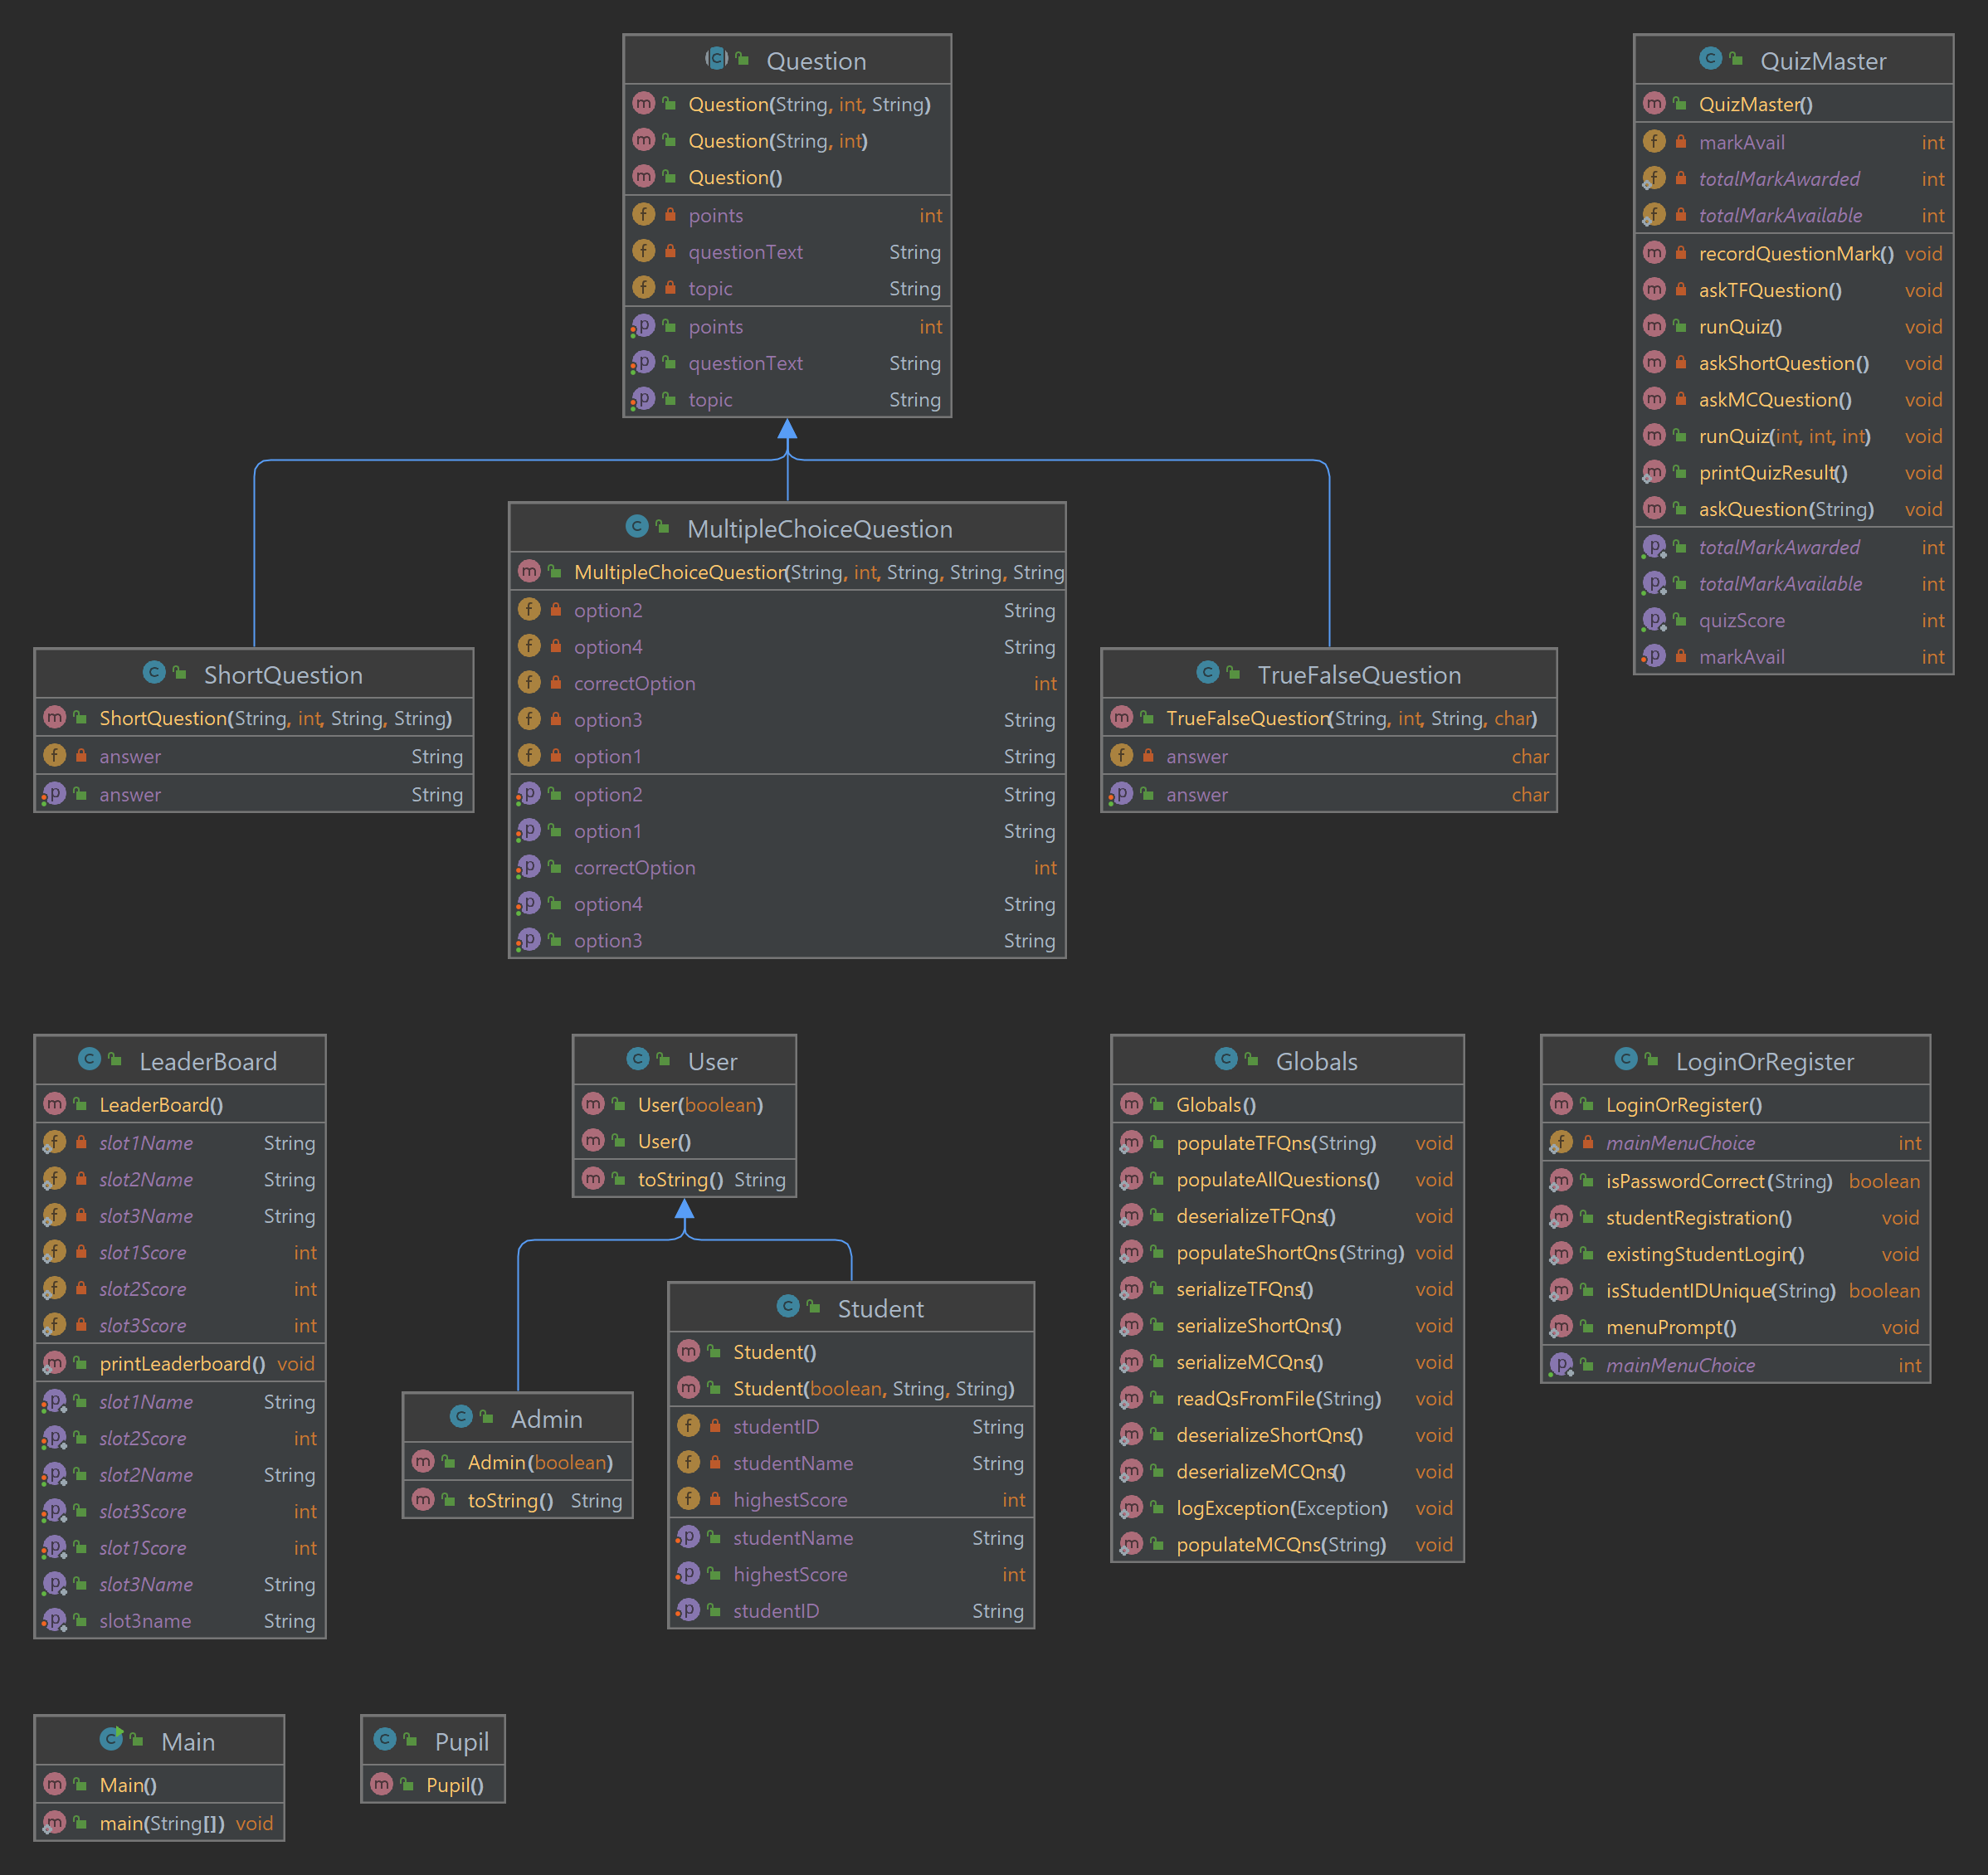 Question
Question(String, int, String)
Question(String, int)
Question()
points int
questionText String
topic String
points int
questionText String
topic String
QuizMaster
QuizMaster()
markAvail int
totalMarkAwarded int
totalMarkAvailable int
recordQuestionMark() void
askTFQuestion() void
runQuiz() void
askShortQuestion() void
askMCQuestion() void
runQuiz(int, int, int) void
printQuizResult() void
askQuestion(String) void
totalMarkAwarded int
totalMarkAvailable int
quizScore int
markAvail int
ShortQuestion
ShortQuestion(String, int, String, String)
answer String
answer String
MultipleChoiceQuestion
MultipleChoiceQuestion(String, int, String, String, String
option2 String
option4 String
correctOption int
option3 String
option1 String
option2 String
option1 String
correctOption int
option4 String
option3 String
TrueFalseQuestion
TrueFalseQuestion(String, int, String, char)
answer char
answer char
LeaderBoard
LeaderBoard()
slot1Name String
slot2Name String
slot3Name String
slot1Score int
slot2Score int
slot3Score int
printLeaderboard() void
slot1Name String
slot2Score int
slot2Name String
slot3Score int
slot1Score int
slot3Name String
slot3name String
User
User(boolean)
User()
toString() String
Admin
Admin(boolean)
toString() String
Student
Student()
Student(boolean, String, String)
studentID String
studentName String
highestScore int
studentName String
highestScore int
studentID String
Globals
Globals()
populateTFQns(String) void
populateAllQuestions() void
deserializeTFQns() void
populateShortQns(String) void
serializeTFQns() void
serializeShortQns() void
serializeMCQns() void
readQsFromFile(String) void
deserializeShortQns() void
deserializeMCQns() void
logException(Exception) void
populateMCQns(String) void
LoginOrRegister
LoginOrRegister()
mainMenuChoice int
isPasswordCorrect(String) boolean
studentRegistration() void
existingStudentLogin() void
isStudentIDUnique(String) boolean
menuPrompt() void
mainMenuChoice int
Main
Main()
main(String[]) void
Pupil
Pupil()